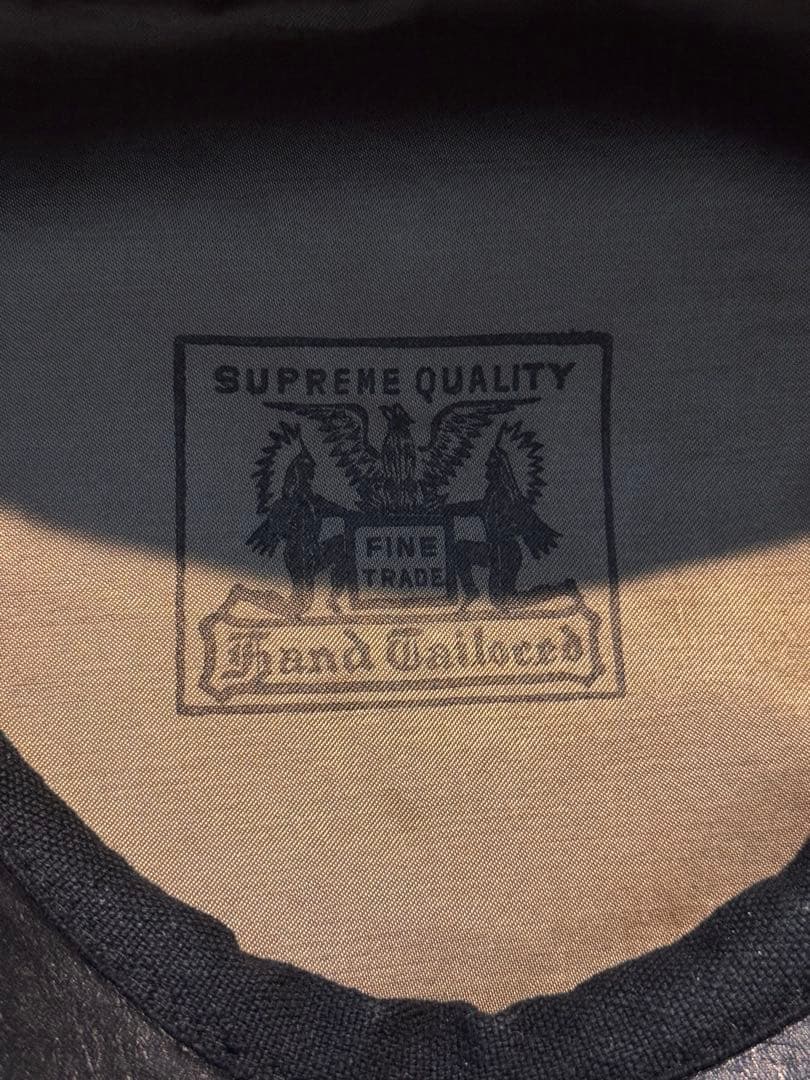 SUPREME QUALITY
FINE
TRADE
Hand Tailored